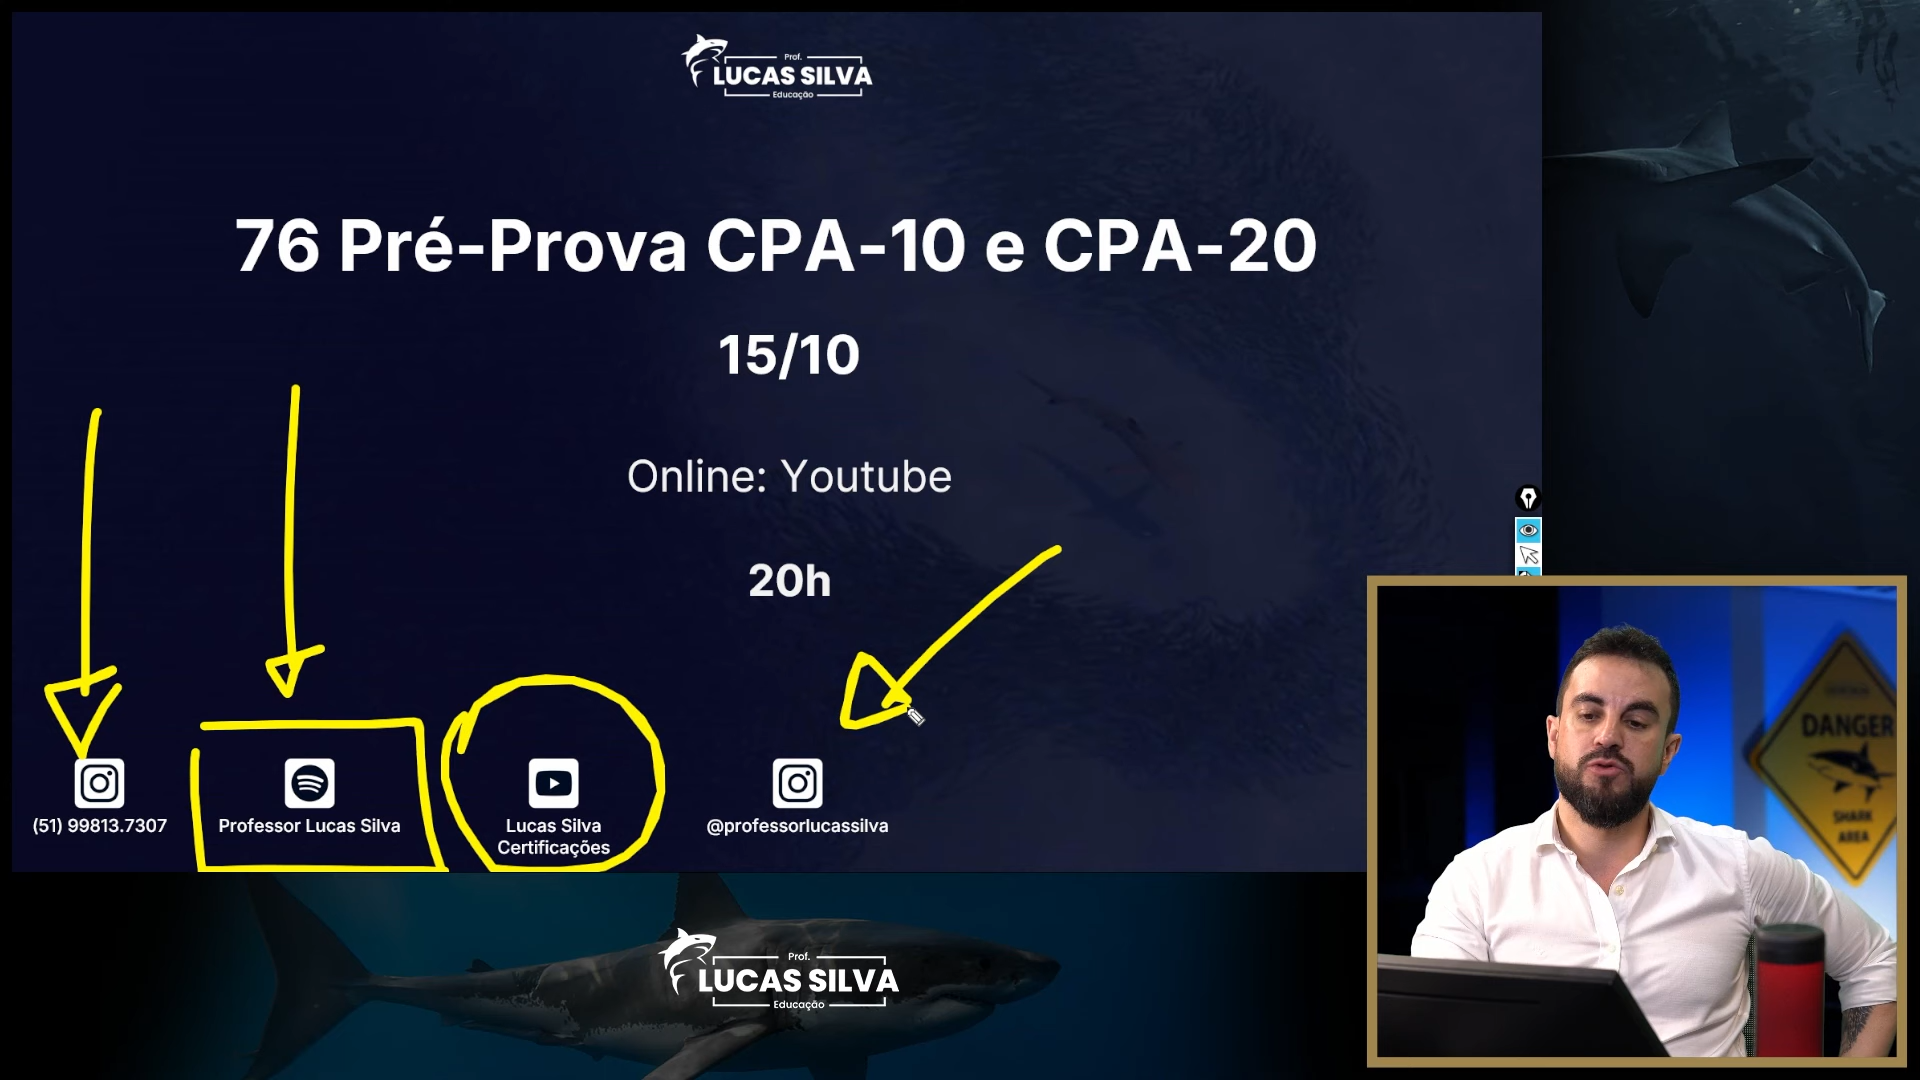 Prof.
LUCAS SILVA
Educação
76 Pré-Prova CPA-10 e CPA-20
15/10
Online: Youtube
20h
(51) 99813.7307
Professor Lucas Silva
Lucas Silva
Certificações
@professorlucassilva
DANGER
SHARK
AREA
Prof.
LUCAS SILVA
Educação